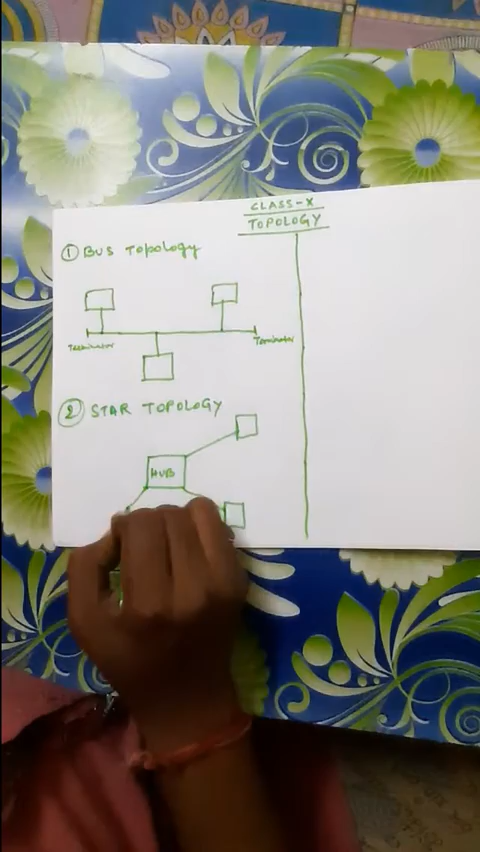 CLASS-X
TOPOLOGY
1 BUS Topology
Terminator
Terminator
2 STAR TOPOLOGY
HUB